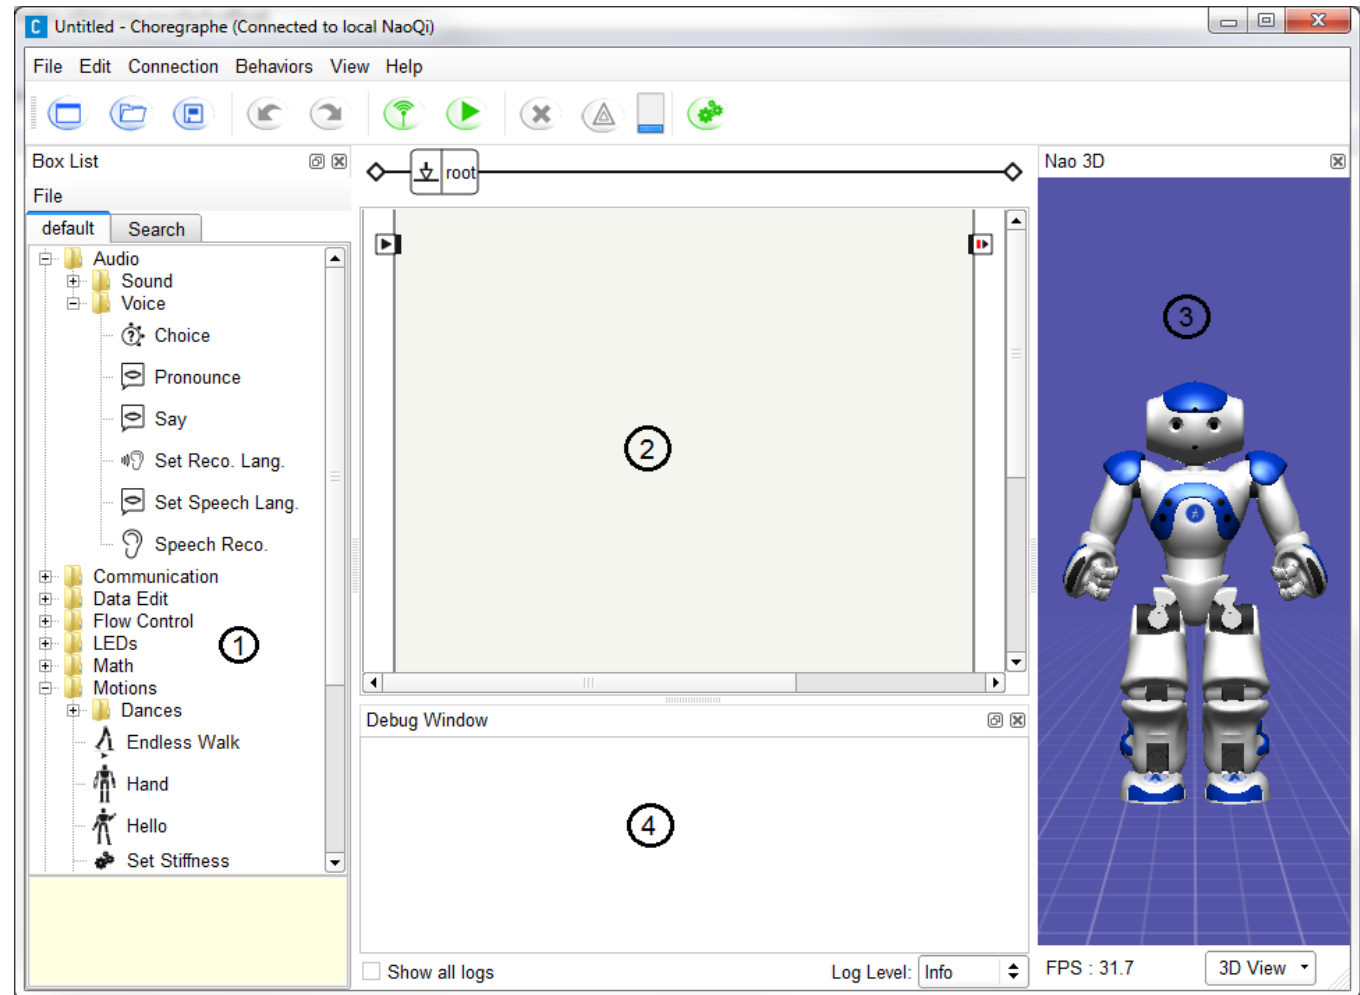 Untitled - Choregraphe (Connected to local NaoQi)
File Edit Connection Behaviors View Help
Box List
File
default Search
Audio
Sound
Voice
Choice
Pronounce
Say
Set Reco. Lang.
Set Speech Lang.
Speech Reco.
Communication
Data Edit
Flow Control
LEDs
Math
Motions
Dances
Endless Walk
Hand
Hello
Set Stiffness
1
root
2
Debug Window
4
Show all logs
Log Level: Info
Nao 3D
3
FPS : 31.7
3D View